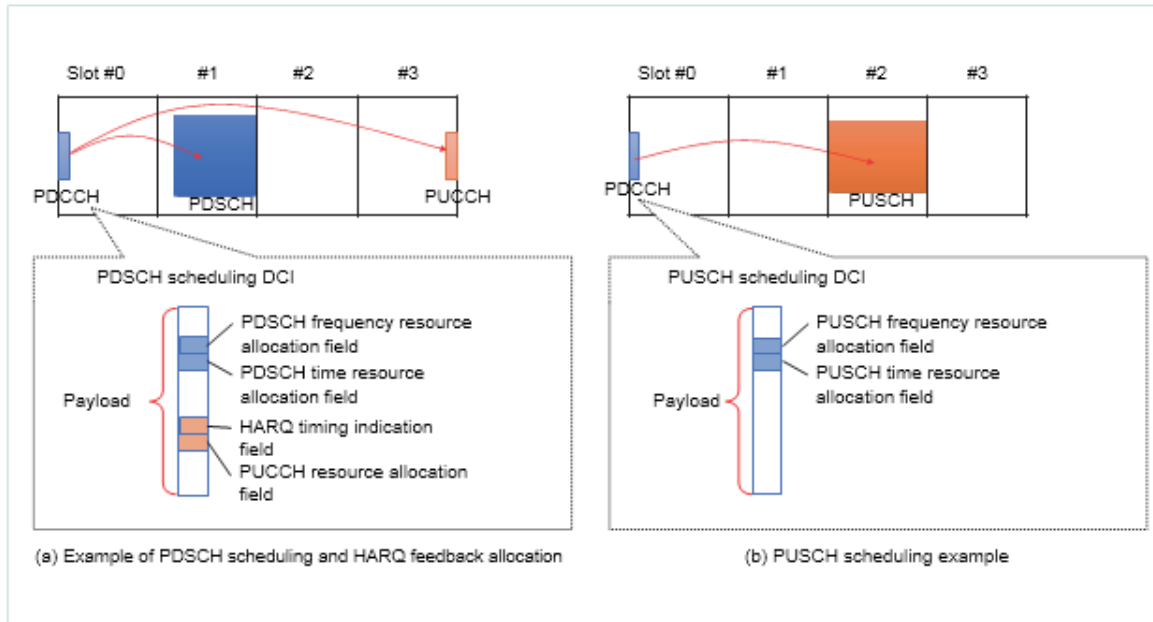 Slot #0 #1 #2 #3
PDCCH
PDSCH
PUCCH
PDSCH scheduling DCI
PDSCH frequency resource
allocation field
PDSCH time resource
allocation field
Payload
HARQ timing indication
field
PUCCH resource allocation
field
(a) Example of PDSCH scheduling and HARQ feedback allocation
Slot #0 #1 #2 #3
PDCCH
PUSCH
PUSCH scheduling DCI
PUSCH frequency resource
allocation field
PUSCH time resource
allocation field
Payload
(b) PUSCH scheduling example